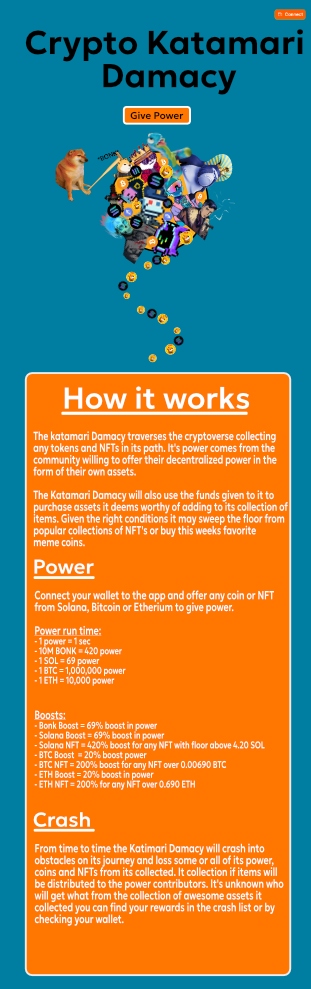 Connect
Crypto Katamari
Damacy
Give Power
*BONK*
How it works
The katamari Damacy traverses the cryptoverse collecting
any tokens and NFTs in its path. It's power comes from the
community willing to offer their decentralized power in the
form of their own assets.
The Katamari Damacy will also use the funds given to it to
purchase assets it deems worthy of adding to its collection of
items. Given the right conditions it may sweep the floor from
popular collections of NFT's or buy this weeks favorite
meme coins.
Power
Connect your wallet to the app and offer any coin or NFT
from Solana, Bitcoin or Etherium to give power.
Power run time:
- 1 power = 1 sec
- 10M BONK = 420 power
- 1 SOL = 69 power
- 1 BTC = 1,000,000 power
- 1 ETH = 10,000 power
Boosts:
- Bonk Boost = 69% boost in power
- Solana Boost = 69% boost in power
- Solana NFT = 420% boost for any NFT with floor above 4.20 SOL
- BTC Boost = 20% boost power
- BTC NFT = 200% boost for any NFT over 0.00690 BTC
- ETH Boost = 20% boost in power
- ETH NFT = 200% for any NFT over 0.690 ETH
Crash
From time to time the Katimari Damacy will crash into
obstacles on its journey and loss some or all of its power,
coins and NFTs from its collected. It collection if items will
be distributed to the power contributors. It's unknown who
will get what from the collection of awesome assets it
collected you can find your rewards in the crash list or by
checking your wallet.